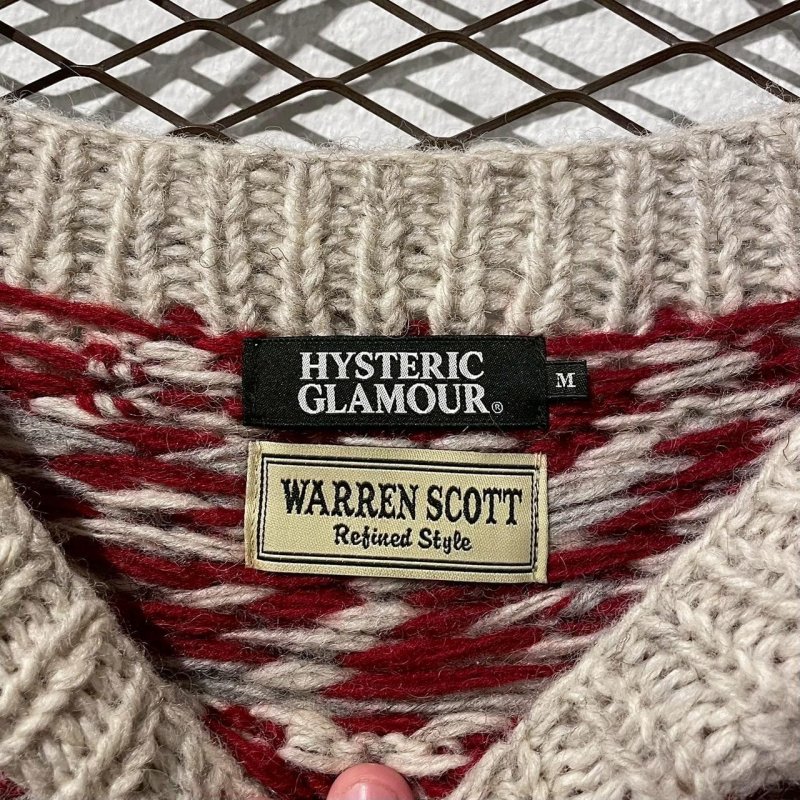 HYSTERIC
GLAMOUR®
M
WARREN SCOTT
Refined Style